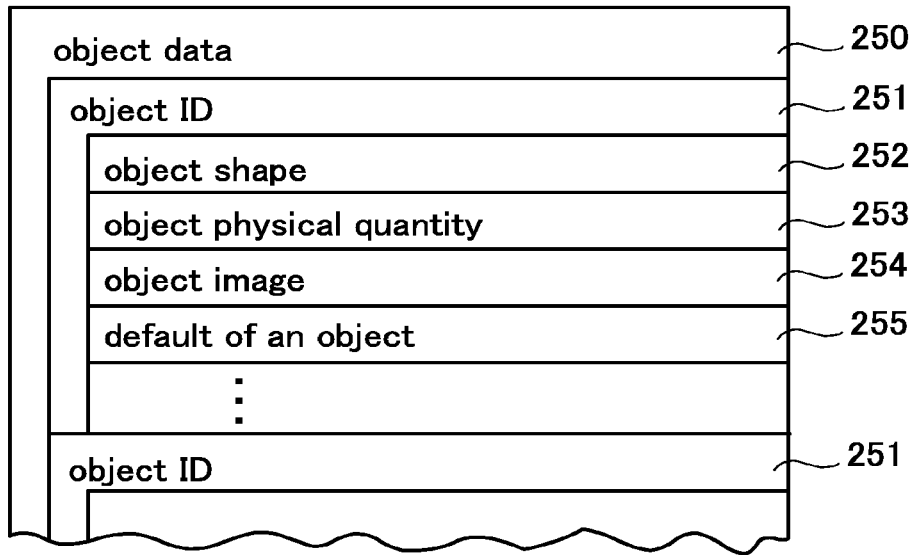 object data 250
object ID 251
object shape 252
object physical quantity 253
object image 254
default of an object 255
object ID 251